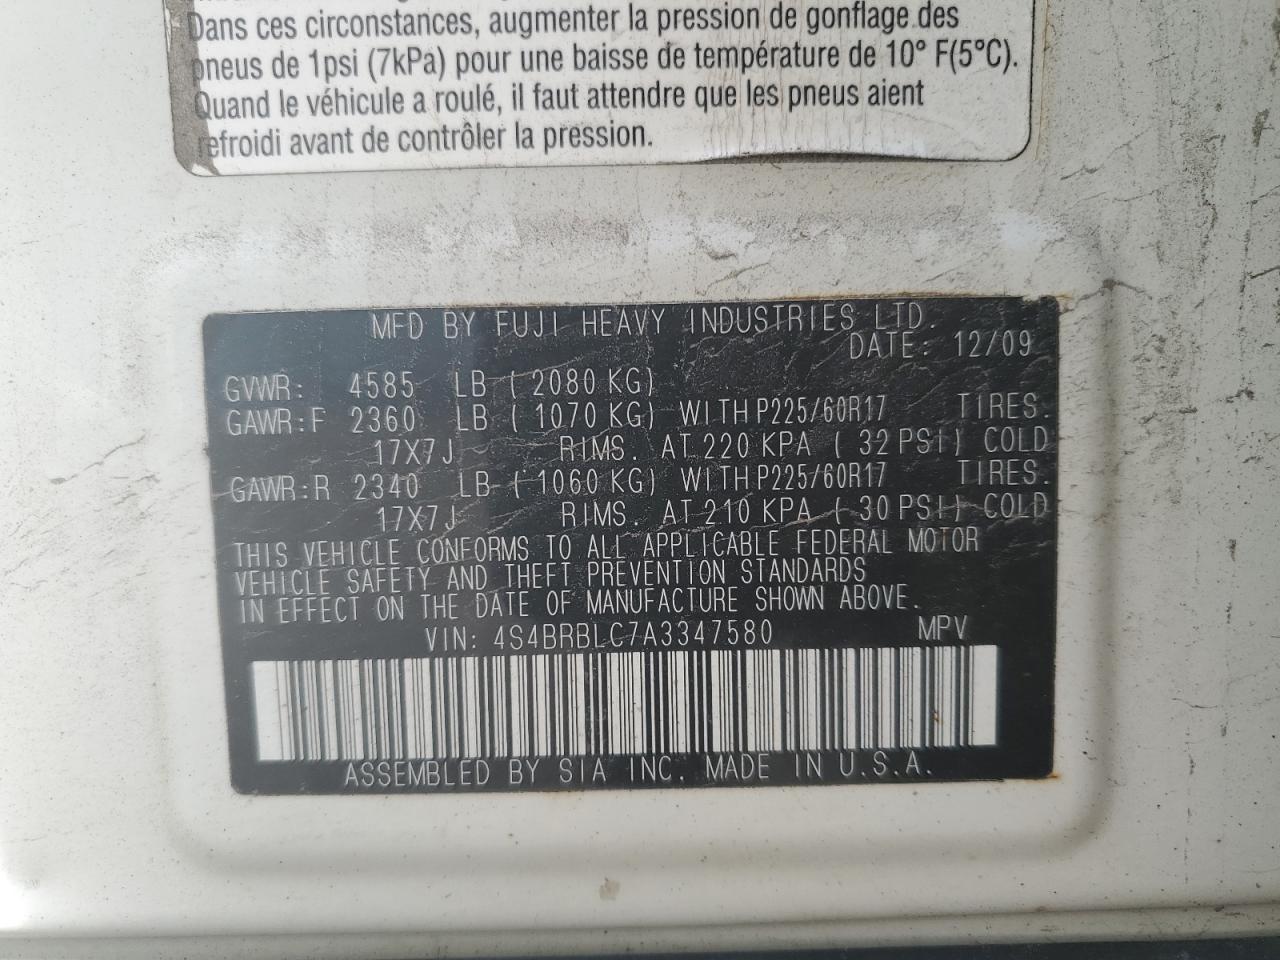 Dans ces circonstances, augmenter la pression de gonflage des
pneus de 1psi (7kPa) pour une baisse de température de 10° F(5°C).
Quand le véhicule a roulé, il faut attendre que les pneus aient
refroidi avant de contrôler la pression.
MFD BY FUJI HEAVY INDUSTRIES LTD.
DATE: 12/09
GVWR: 4585 LB ( 2080 KG)
GAWR:F 2360 LB ( 1070 KG) WITH P225/60R17 TIRES.
17X7J RIMS. AT 220 KPA ( 32 PSI) COLD
GAWR:R 2340 LB ( 1060 KG) WITH P225/60R17 TIRES.
17X7J RIMS. AT 210 KPA ( 30 PSI) COLD
THIS VEHICLE CONFORMS TO ALL APPLICABLE FEDERAL MOTOR
VEHICLE SAFETY AND THEFT PREVENTION STANDARDS
IN EFFECT ON THE DATE OF MANUFACTURE SHOWN ABOVE.
VIN: 4S4BRBLC7A3347580 MPV
ASSEMBLED BY SIA INC. MADE IN U.S.A.